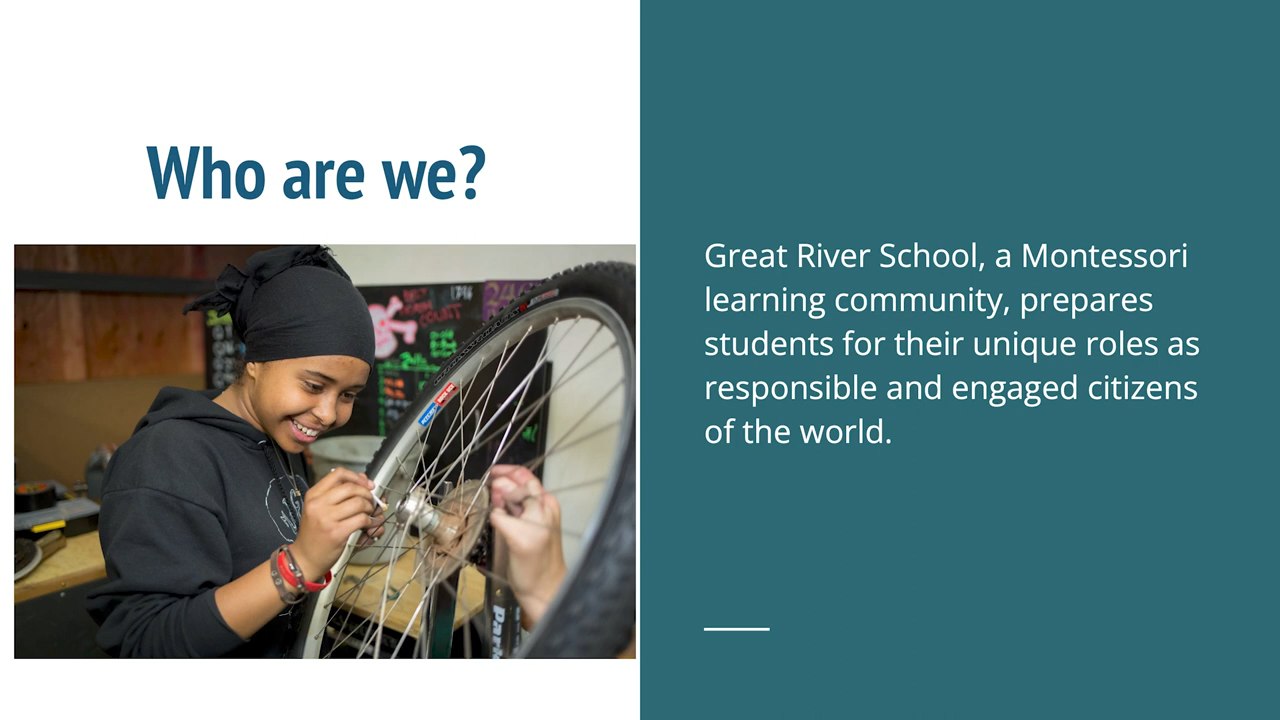 Who are we?
Great River School, a Montessori
learning community, prepares
students for their unique roles as
responsible and engaged citizens
of the world.